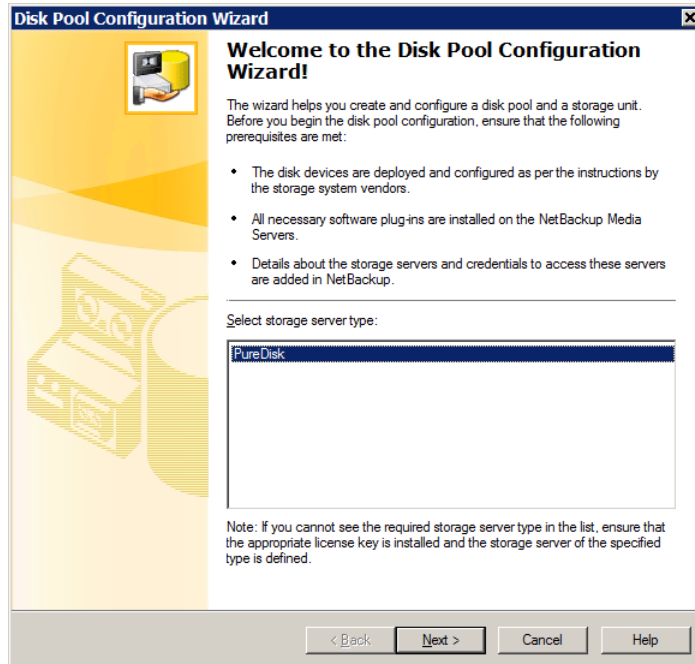 Disk Pool Configuration Wizard
Welcome to the Disk Pool Configuration
Wizard!
The wizard helps you create and configure a disk pool and a storage unit.
Before you begin the disk pool configuration, ensure that the following
prerequisites are met:
• The disk devices are deployed and configured as per the instructions by
the storage system vendors.
• All necessary software plug-ins are installed on the NetBackup Media
Servers.
• Details about the storage servers and credentials to access these servers
are added in NetBackup.
Select storage server type:
PureDisk
Note: If you cannot see the required storage server type in the list, ensure that
the appropriate license key is installed and the storage server of the specified
type is defined.
< Back
Next >
Cancel
Help